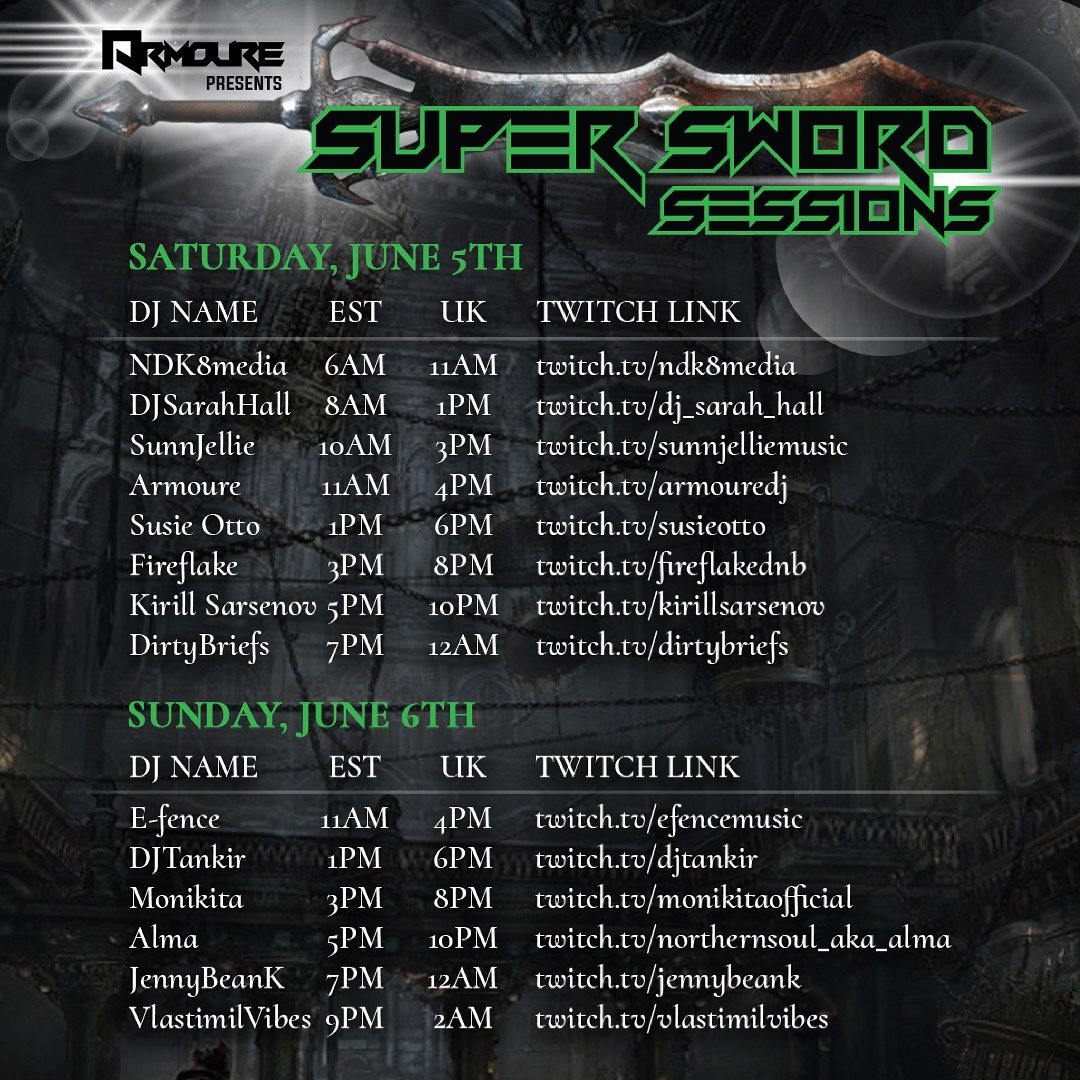 ARMOURE
PRESENTS
SUPER SWORD
SESSIONS
SATURDAY, JUNE 5TH
DJ NAME EST UK TWITCH LINK
NDK8media 6AM 11AM twitch.tv/ndk8media
DJSarahHall 8AM 1PM twitch.tv/dj_sarah_hall
SunnJellie 10AM 3PM twitch.tv/sunnjelliemusic
Armoure 11AM 4PM twitch.tv/armouredj
Susie Otto 1PM 6PM twitch.tv/susieotto
Fireflake 3PM 8PM twitch.tv/fireflakednb
Kirill Sarsenov 5PM 10PM twitch.tv/kirillsarsenov
DirtyBriefs 7PM 12AM twitch.tv/dirtybriefs
SUNDAY, JUNE 6TH
DJ NAME EST UK TWITCH LINK
E-fence 11AM 4PM twitch.tv/efencemusic
DJTankir 1PM 6PM twitch.tv/djtankir
Monikita 3PM 8PM twitch.tv/monikitaofficial
Alma 5PM 10PM twitch.tv/northernsoul_aka_alma
JennyBeanK 7PM 12AM twitch.tv/jennybeank
VlastimilVibes 9PM 2AM twitch.tv/vlastimilvibes